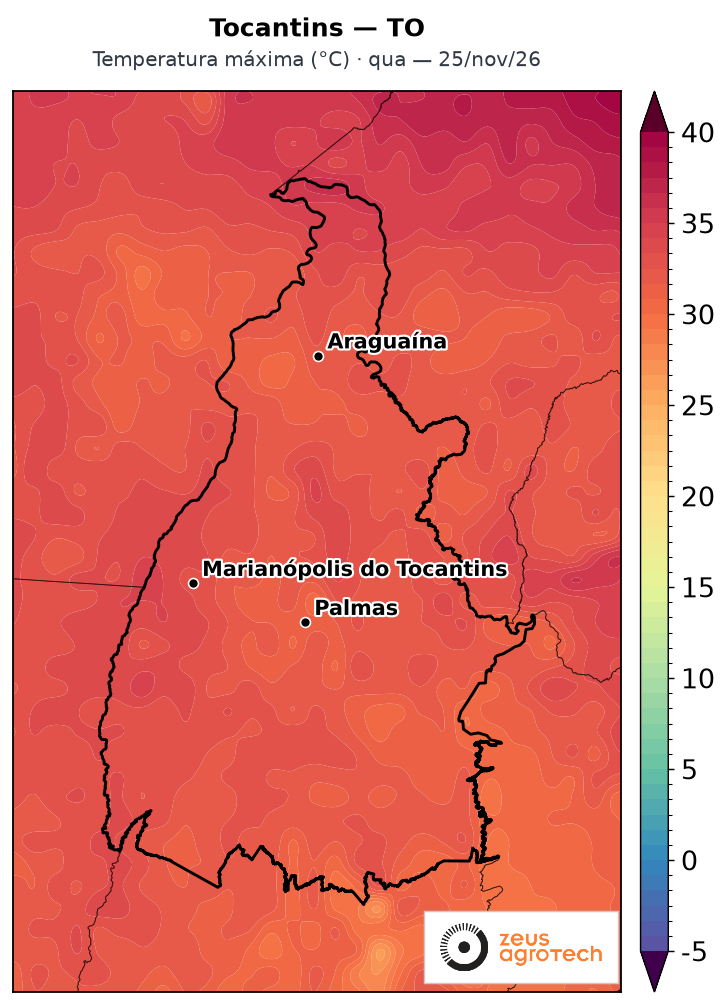 Tocantins — TO
Temperatura máxima (°C) · qua — 25/nov/26
Araguaína
Marianópolis do Tocantins
Palmas
40
35
30
25
20
15
10
5
0
-5
zeus
agrotech